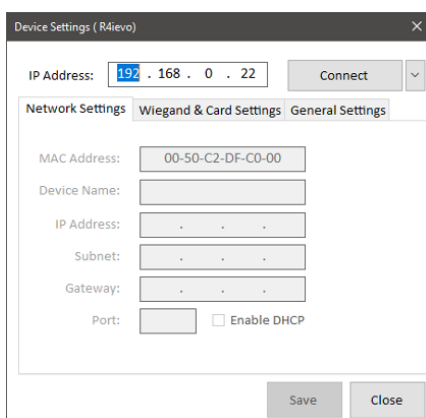 Device Settings ( R4ievo)
IP Address: 192 . 168 . 0 . 22 Connect
Network Settings Wiegand & Card Settings General Settings
MAC Address: 00-50-C2-DF-C0-00
Device Name:
IP Address: . . .
Subnet: . . .
Gateway: . . .
Port: Enable DHCP
Save Close